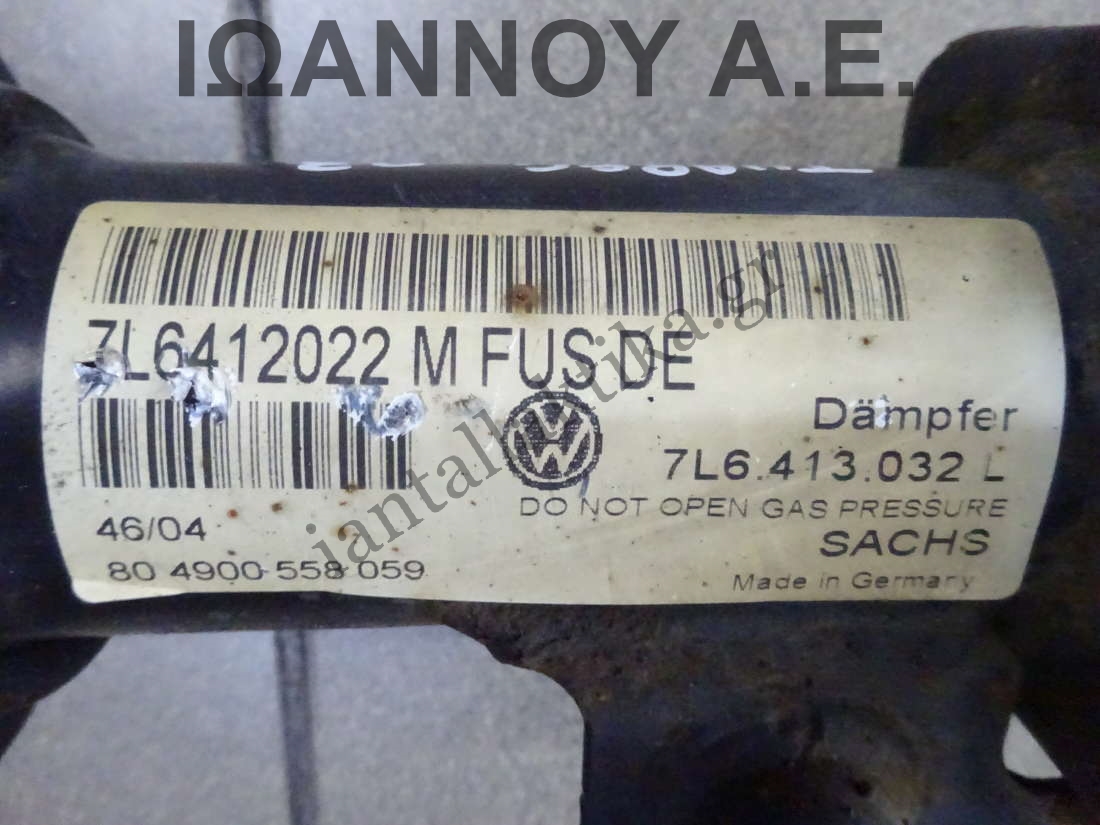 ΙΩΑΝΝΟΥ Α.Ε.
7L6412022 M FUS DE
Dämpfer
7L6.413.032 L
DO NOT OPEN GAS PRESSURE
46/04
SACHS
80 4900 558 059
Made in Germany
iantallaktika.gr